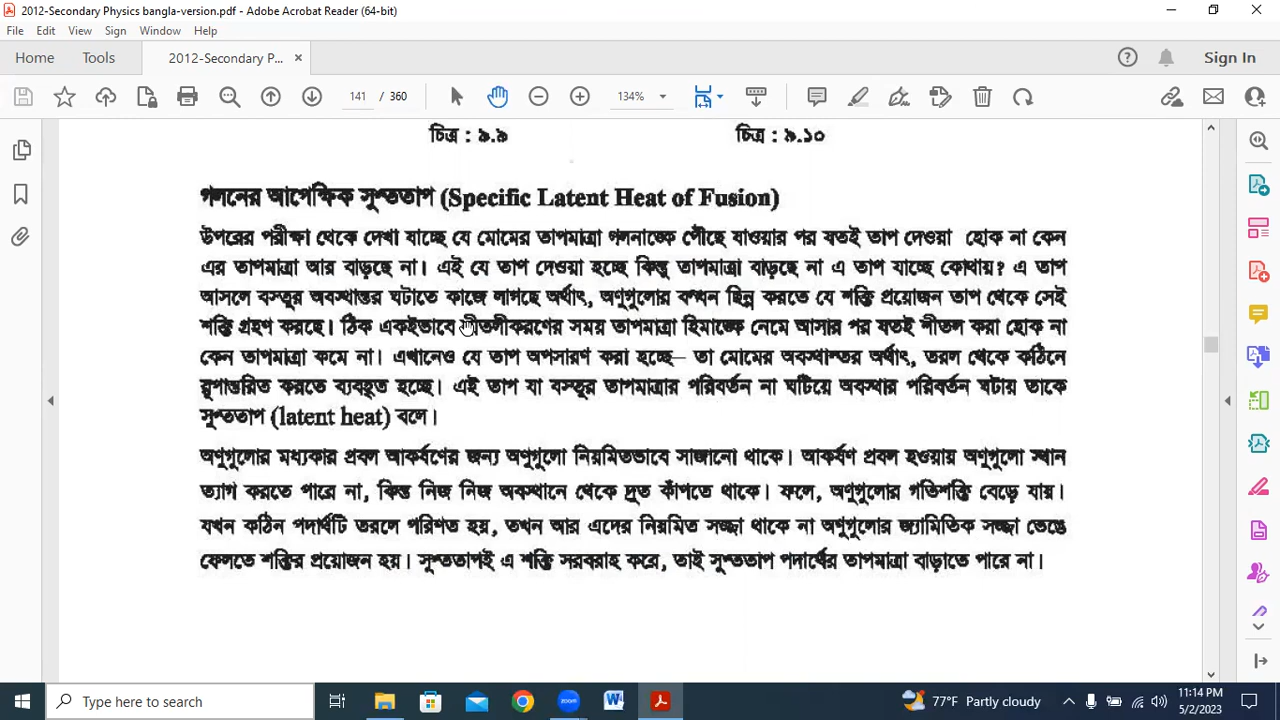 2012-Secondary Physics bangla-version.pdf - Adobe Acrobat Reader (64-bit)
File Edit View Sign Window Help
Home Tools 2012-Secondary P... × Sign In
141 / 360 134%
চিত্র : ৯.৯ চিত্র : ৯.১০
গলনের আপেক্ষিক সুপ্ততাপ (Specific Latent Heat of Fusion)
উপরের পরীক্ষা থেকে দেখা যাচ্ছে যে মোমের তাপমাত্রা গলনাঙ্কে পৌঁছে যাওয়ার পর যতই তাপ দেওয়া হোক না কেন
এর তাপমাত্রা আর বাড়ছে না। এই যে তাপ দেওয়া হচ্ছে কিন্তু তাপমাত্রা বাড়ছে না এ তাপ যাচ্ছে কোথায়? এ তাপ
আসলে বস্তুর অবস্থান্তর ঘটাতে কাজে লাগছে অর্থাৎ, অণুগুলোর বন্ধন ছিন্ন করতে যে শক্তি প্রয়োজন তাপ থেকে সেই
শক্তি গ্রহণ করছে। ঠিক একইভাবে শীতলীকরণের সময় তাপমাত্রা হিমাঙ্কে নেমে আসার পর যতই শীতল করা হোক না
কেন তাপমাত্রা কমে না। এখানেও যে তাপ অপসারণ করা হচ্ছে– তা মোমের অবস্থান্তর অর্থাৎ, তরল থেকে কঠিনে
রূপান্তরিত করতে ব্যবহৃত হচ্ছে। এই তাপ যা বস্তুর তাপমাত্রার পরিবর্তন না ঘটিয়ে অবস্থার পরিবর্তন ঘটায় তাকে
সুপ্ততাপ (latent heat) বলে।
অণুগুলোর মধ্যকার প্রবল আকর্ষণের জন্য অণুগুলো নিয়মিতভাবে সাজানো থাকে। আকর্ষণ প্রবল হওয়ায় অণুগুলো স্থান
ত্যাগ করতে পারে না, কিন্তু নিজ নিজ অবস্থানে থেকে দ্রুত কাঁপতে থাকে। ফলে, অণুগুলোর গতিশক্তি বেড়ে যায়।
যখন কঠিন পদার্থটি তরলে পরিণত হয়, তখন আর এদের নিয়মিত সজ্জা থাকে না অণুগুলোর জ্যামিতিক সজ্জা ভেঙে
ফেলতে শক্তির প্রয়োজন হয়। সুপ্ততাপই এ শক্তি সরবরাহ করে, তাই সুপ্ততাপ পদার্থের তাপমাত্রা বাড়াতে পারে না।
Type here to search
77°F Partly cloudy
11:14 PM
5/2/2023